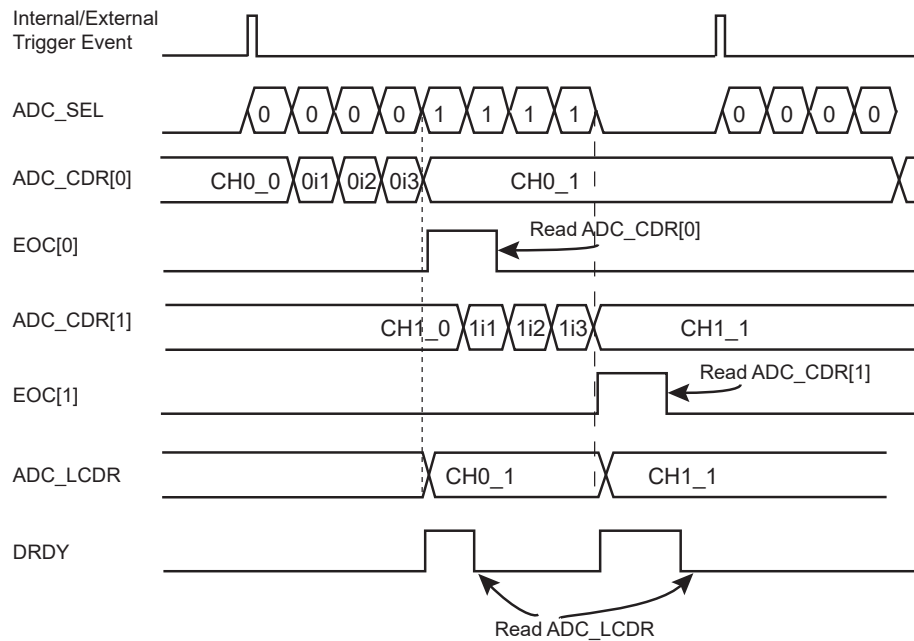 Internal/External
Trigger Event
ADC_SEL 0 0 0 0 1 1 1 1 0 0 0 0
ADC_CDR[0] CH0_0 0i1 0i2 0i3 CH0_1
EOC[0] Read ADC_CDR[0]
ADC_CDR[1] CH1_0 1i1 1i2 1i3 CH1_1
EOC[1] Read ADC_CDR[1]
ADC_LCDR CH0_1 CH1_1
DRDY
Read ADC_LCDR